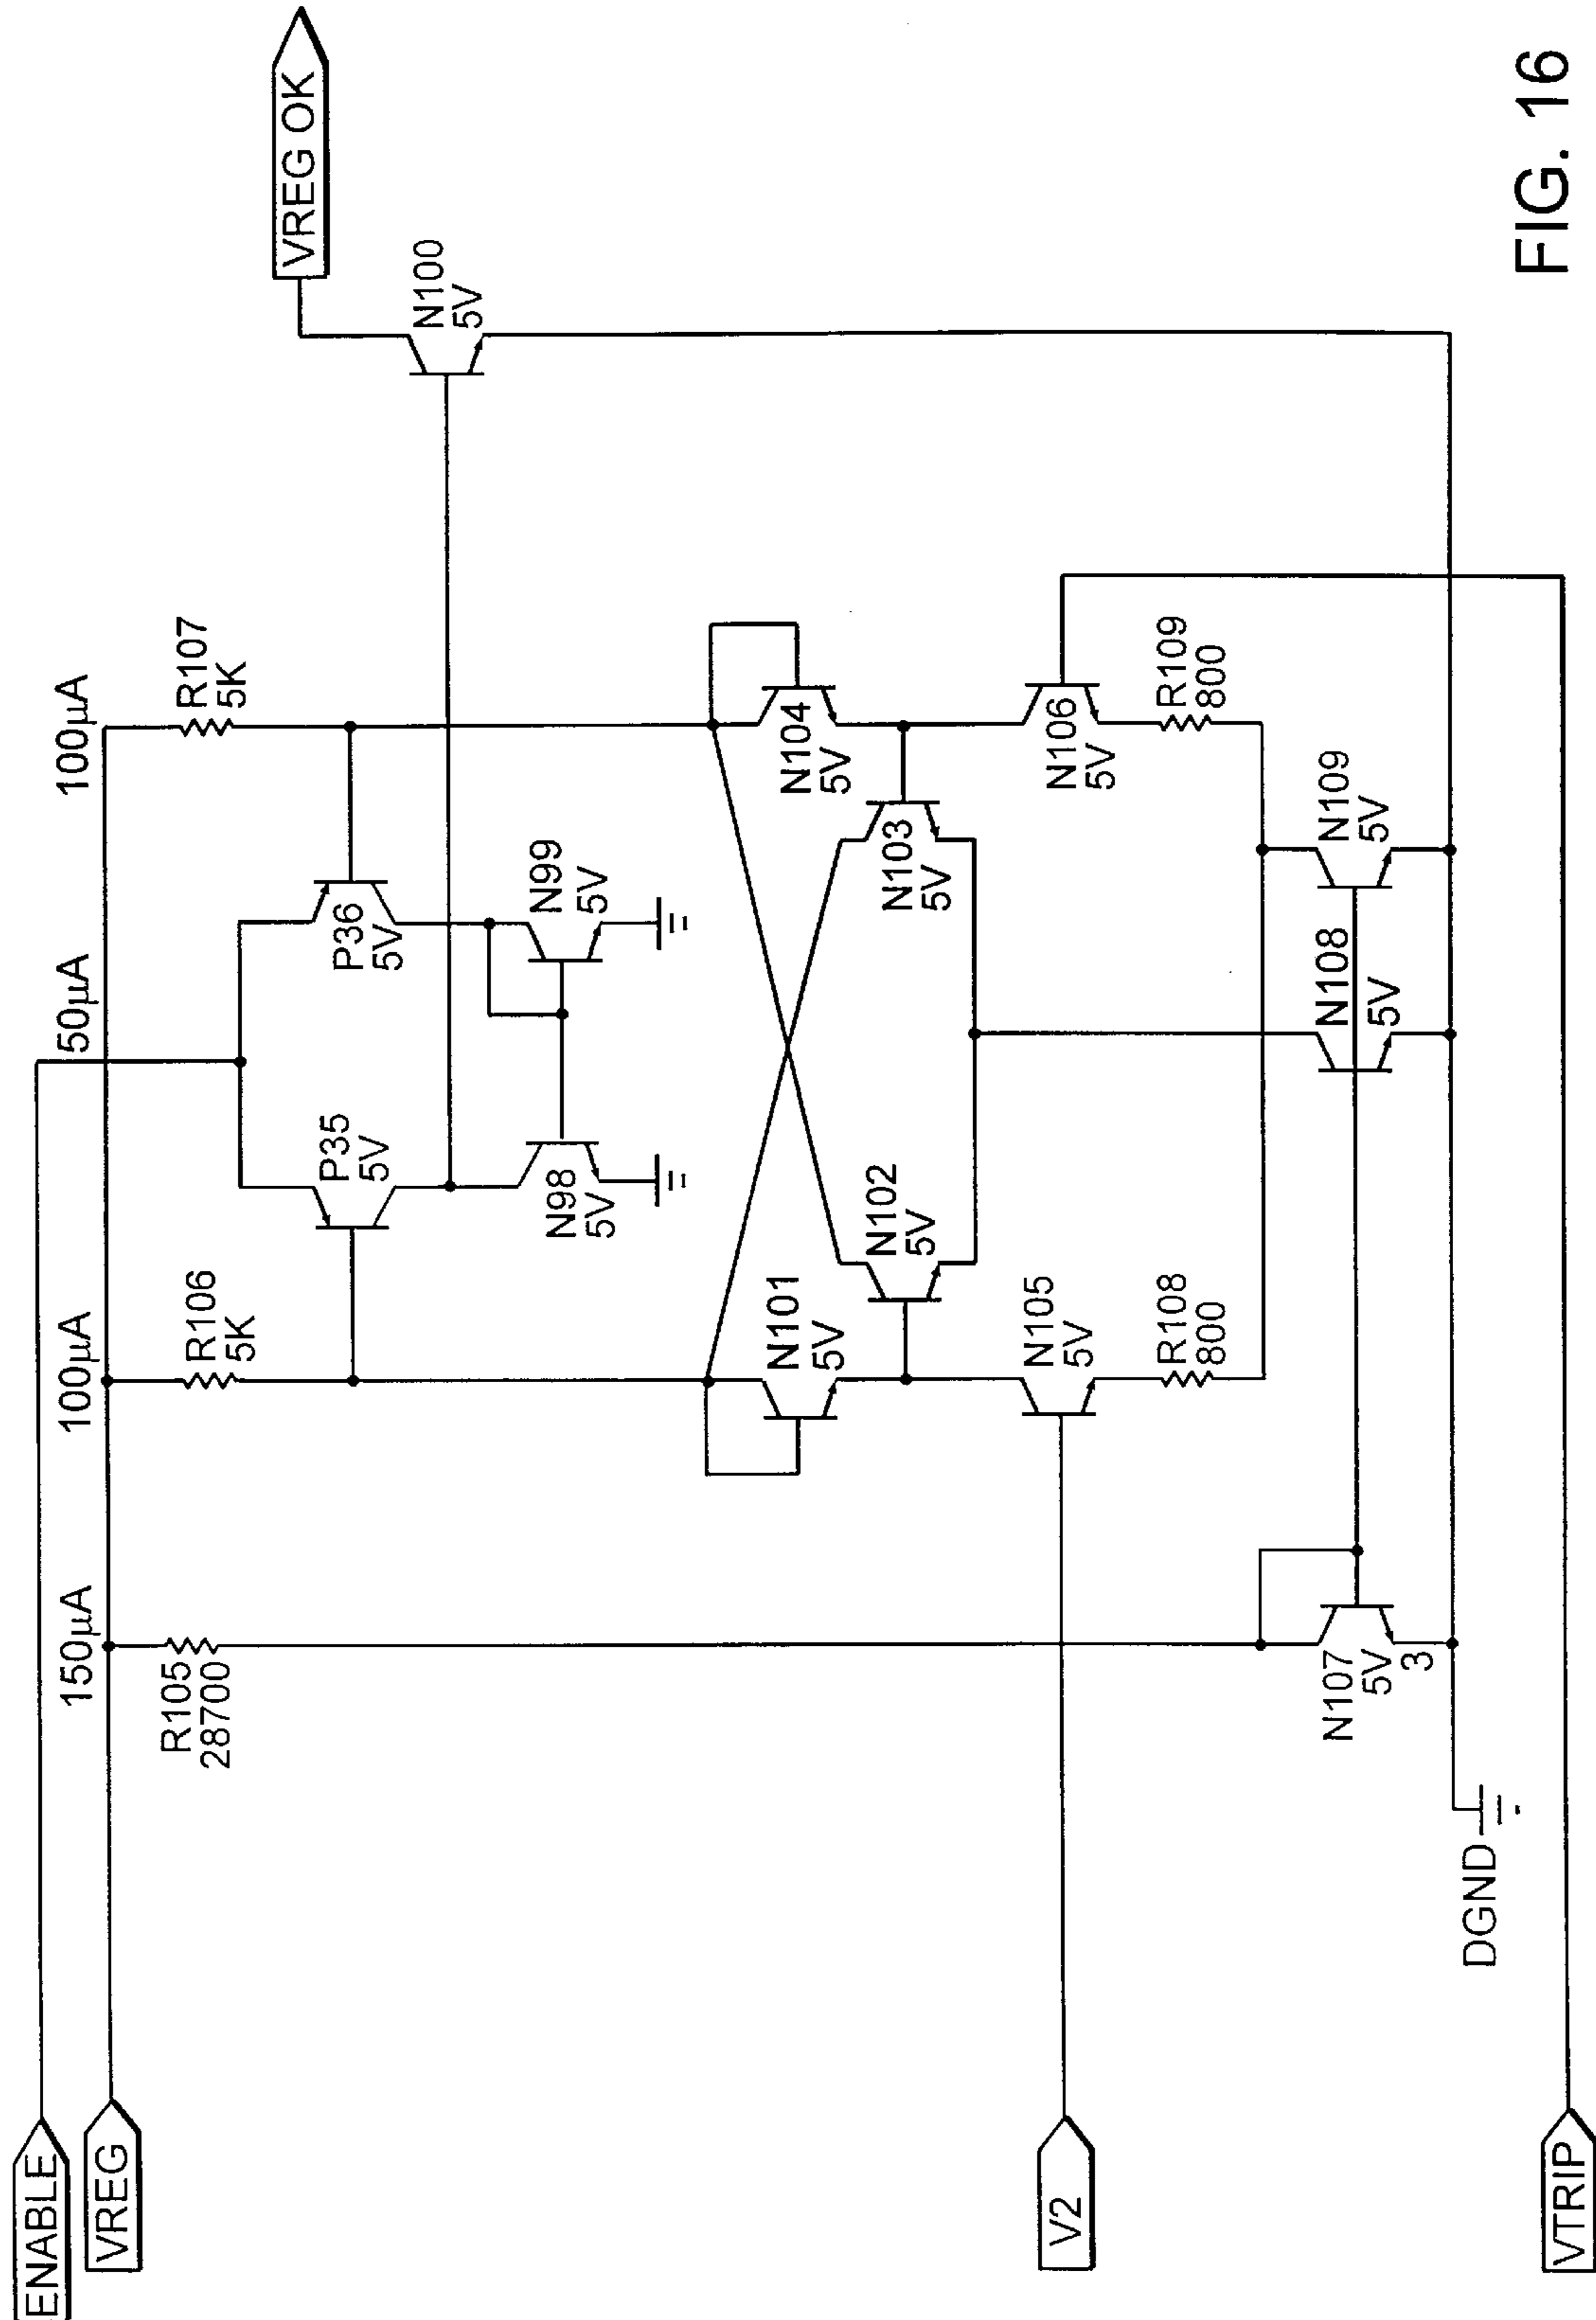 ENABLE
VREG
150µA
100µA
50µA
100µA
R105
28700
R106
5K
R107
5K
P35
5V
P36
5V
VREG OK
N100
5V
N98
5V
N99
5V
N101
5V
N102
5V
N103
5V
N104
5V
V2
N105
5V
N106
5V
R108
800
R109
800
N107
5V
3
N108
5V
N109
5V
DGND
VTRIP
FIG. 16